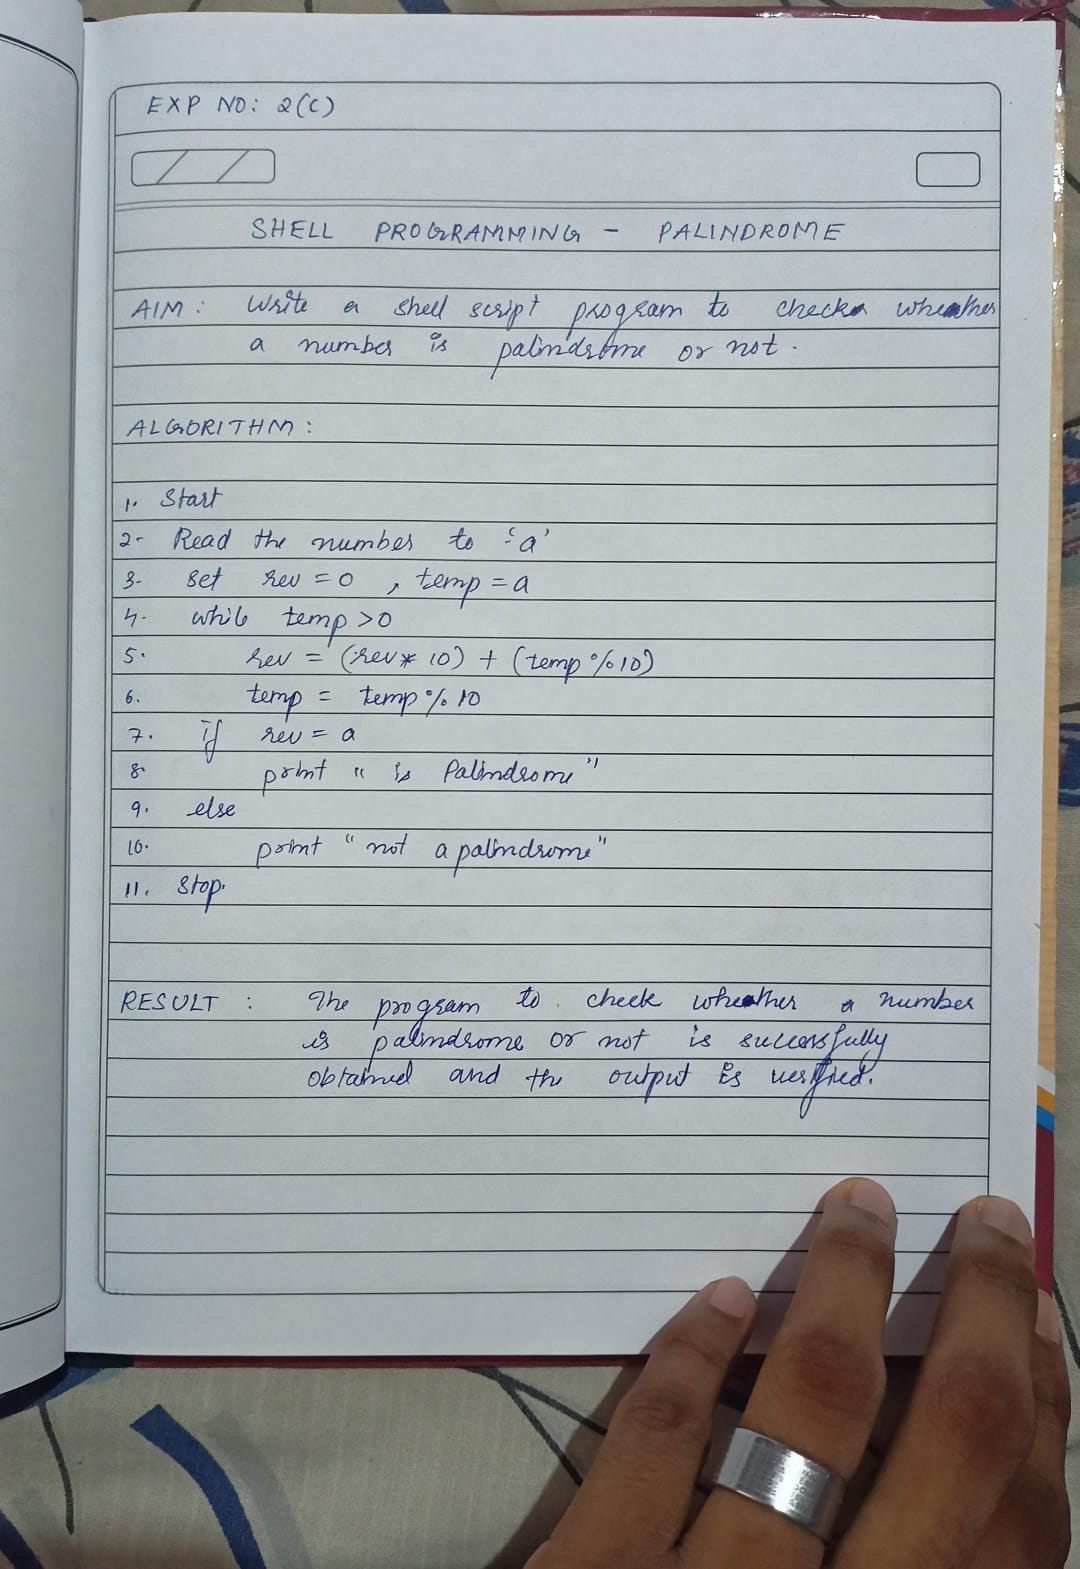 EXP NO: 2(C)
SHELL PROGRAMMING - PALINDROME
AIM: Write a shell script program to check wheather
a number is palindrome or not.
ALGORITHM:
1. Start
2- Read the number to 'a'
3- set rev = 0 , temp = a
4- while temp >0
5. rev = (rev* 10) + (temp%10)
6. temp = temp%10
7. if rev = a
8- print " is Palindrome"
9. else
10. print "not a palindrome"
11. Stop.
RESULT : The program to check wheather a number
is palindrome or not is successfully
obtained and the output is verified.